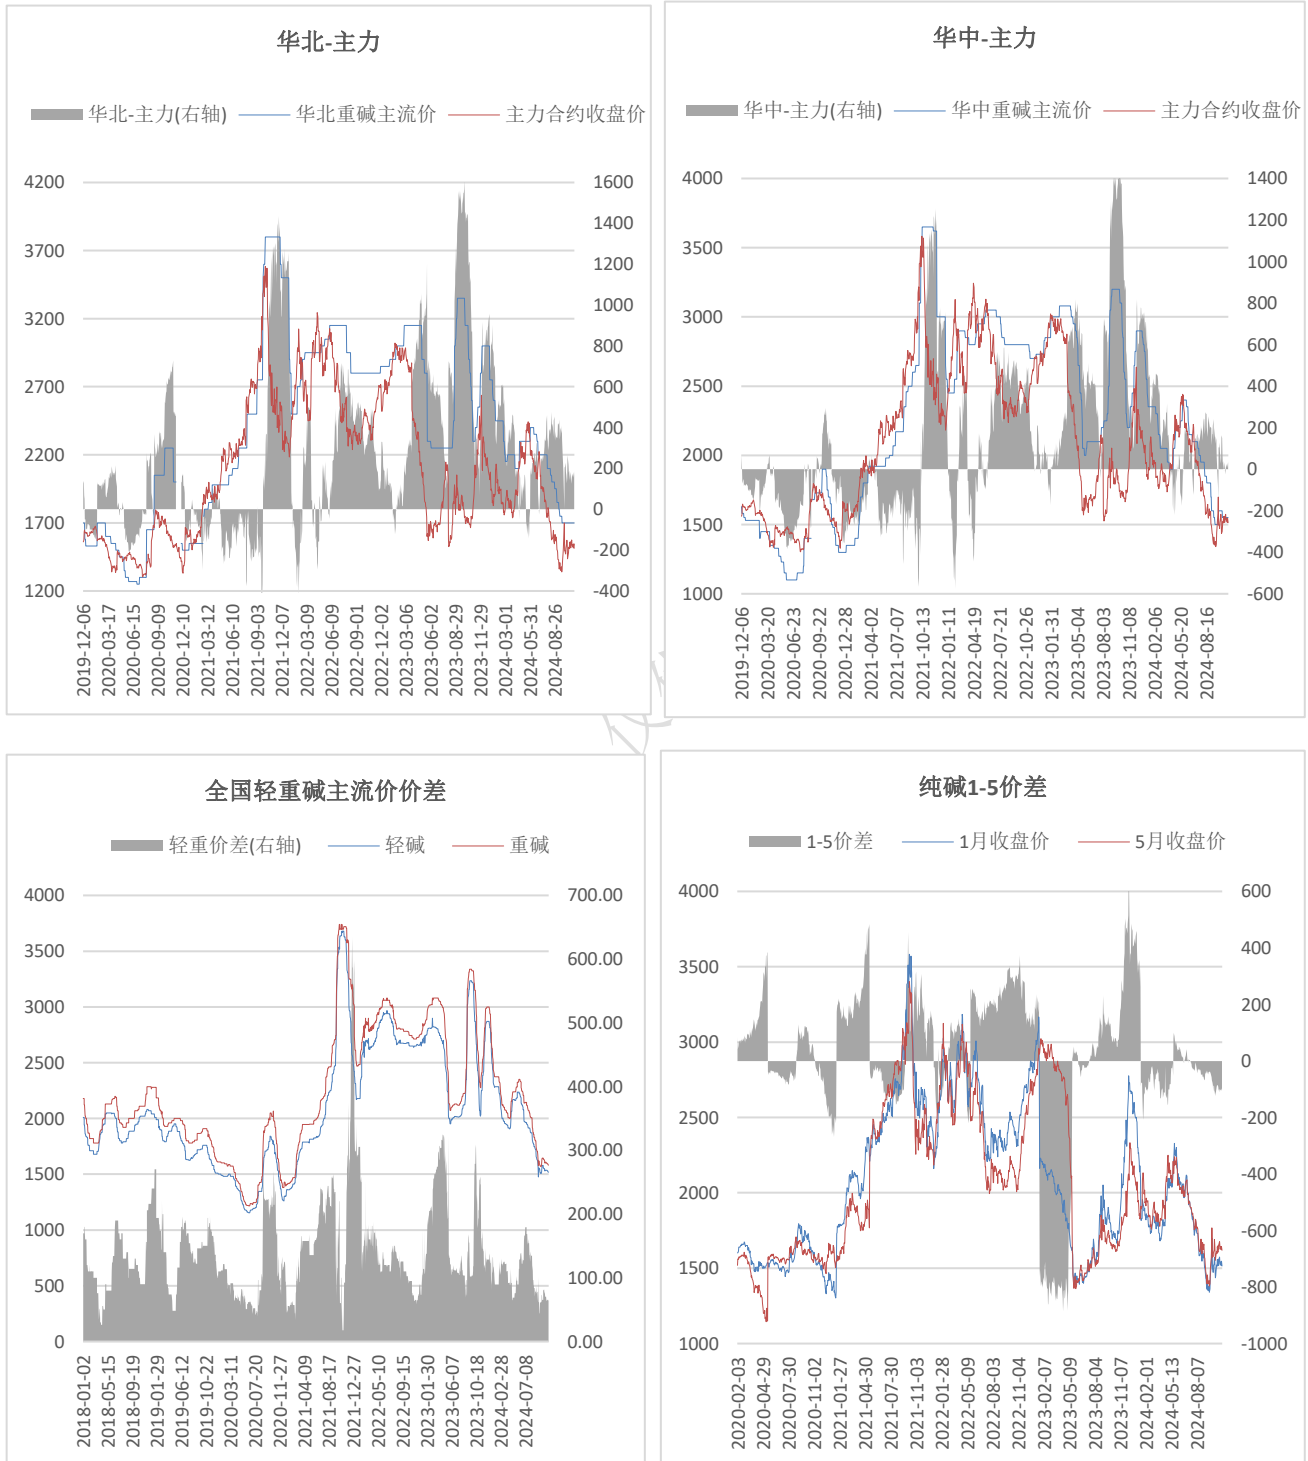 华北-主力
华北-主力(右轴) 华北重碱主流价 主力合约收盘价
4200 3700 3200 2700 2200 1700 1200
1600 1400 1200 1000 800 600 400 200 0 -200 -400
2019-12-06 2020-03-17 2020-06-15 2020-09-09 2020-12-10 2021-03-12 2021-06-10 2021-09-03 2021-12-07 2022-03-09 2022-06-09 2022-09-01 2022-12-02 2023-03-06 2023-06-02 2023-08-29 2023-11-29 2024-03-01 2024-05-31 2024-08-26
华中-主力
华中-主力(右轴) 华中重碱主流价 主力合约收盘价
4000 3500 3000 2500 2000 1500 1000
1400 1200 1000 800 600 400 200 0 -200 -400 -600
2019-12-06 2020-03-20 2020-06-23 2020-09-22 2020-12-28 2021-04-02 2021-07-07 2021-10-13 2022-01-11 2022-04-19 2022-07-21 2022-10-26 2023-01-31 2023-05-04 2023-08-03 2023-11-08 2024-02-06 2024-05-20 2024-08-16
全国轻重碱主流价价差
轻重价差(右轴) 轻碱 重碱
4000 3500 3000 2500 2000 1500 1000 500 0
700.00 600.00 500.00 400.00 300.00 200.00 100.00 0.00
2018-01-02 2018-05-15 2018-09-19 2019-01-29 2019-06-12 2019-10-22 2020-03-11 2020-07-20 2020-11-27 2021-04-09 2021-08-17 2021-12-27 2022-05-10 2022-09-15 2023-01-30 2023-06-07 2023-10-18 2024-02-28 2024-07-08
纯碱1-5价差
1-5价差 1月收盘价 5月收盘价
4000 3500 3000 2500 2000 1500 1000
600 400 200 0 -200 -400 -600 -800 -1000
2020-02-03 2020-04-29 2020-07-30 2020-11-02 2021-01-27 2021-04-30 2021-07-30 2021-11-03 2022-01-28 2022-05-09 2022-08-03 2022-11-04 2023-02-07 2023-05-09 2023-08-04 2023-11-07 2024-02-01 2024-05-13 2024-08-07